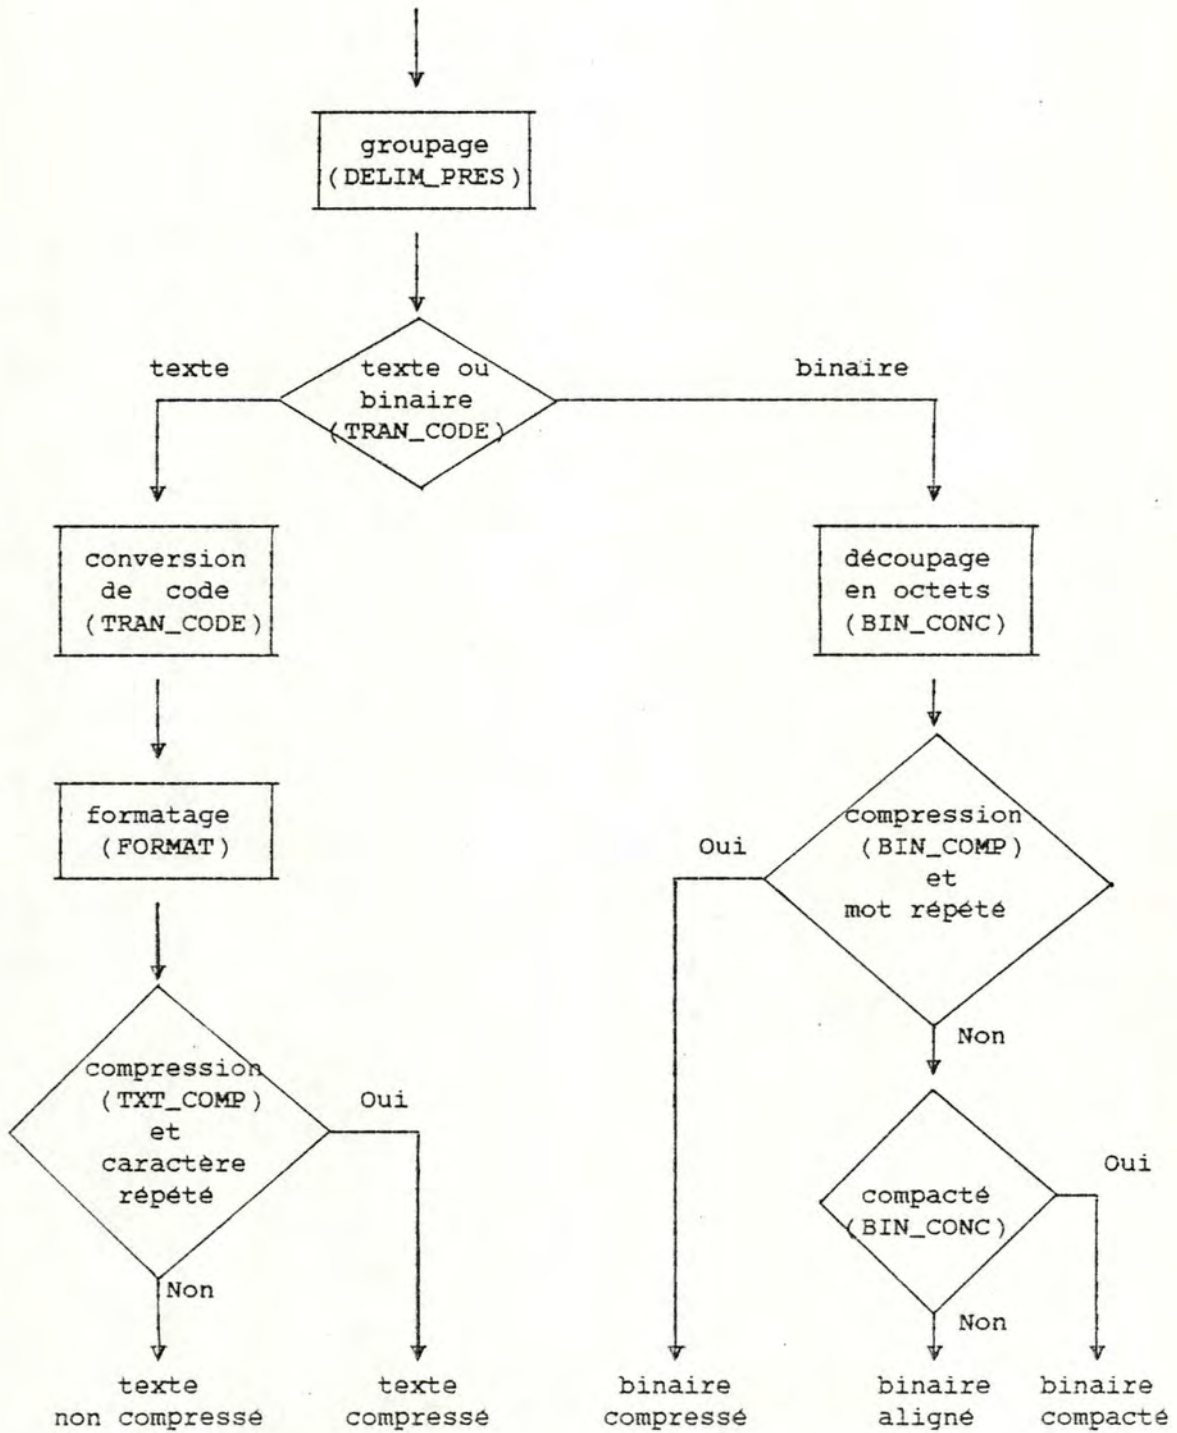 groupage
(DELIM_PRES)
texte
texte ou
binaire
(TRAN_CODE)
binaire
conversion
de code
(TRAN_CODE)
découpage
en octets
(BIN_CONC)
formatage
(FORMAT)
compression
(BIN_COMP)
et
mot répété
Oui
Non
compression
(TXT_COMP)
et
caractère
répété
Oui
Non
compacté
(BIN_CONC)
Oui
Non
texte
non compressé
texte
compressé
binaire
compressé
binaire
aligné
binaire
compacté